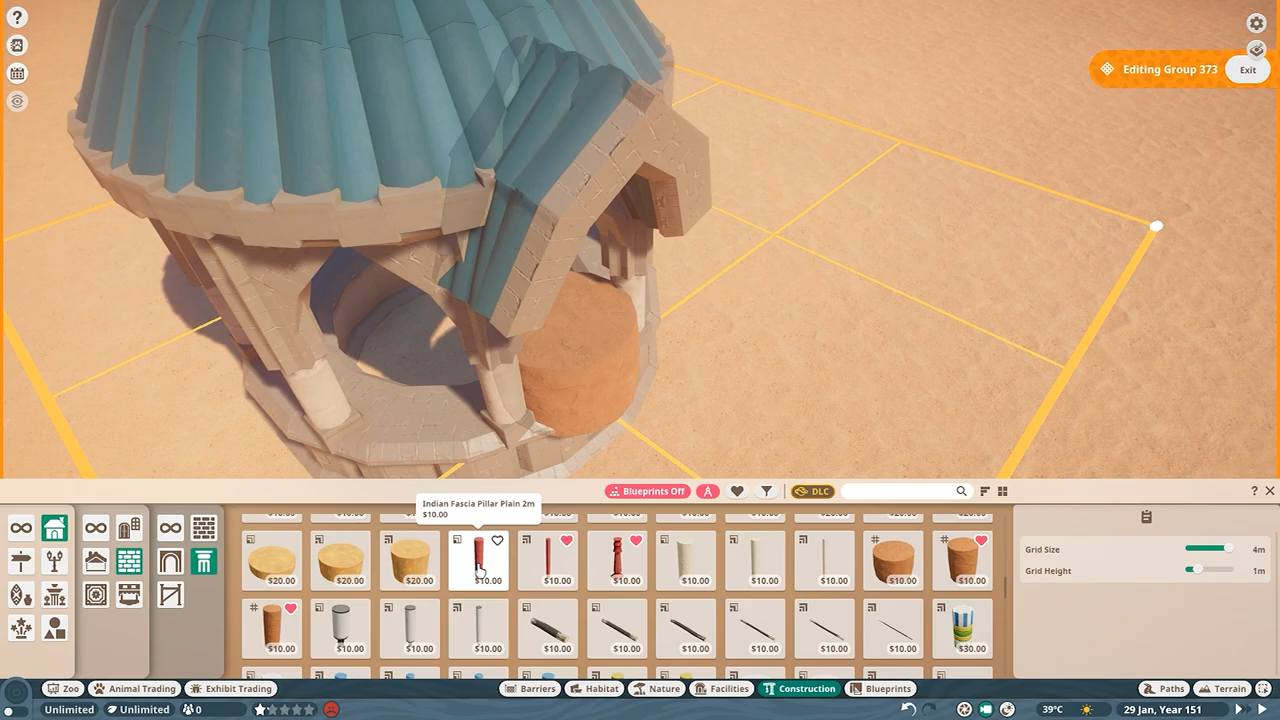 ?
Editing Group 373
Exit
Blueprints Off
DLC
? ×
Indian Fascia Pillar Plain 2m
$10.00
Grid Size
4m
Grid Height
1m
$20.00 $20.00 $20.00 $10.00 $10.00 $10.00 $10.00 $10.00 $10.00 $10.00 $10.00
$10.00 $10.00 $10.00 $10.00 $10.00 $10.00 $10.00 $10.00 $10.00 $10.00 $30.00
Zoo Animal Trading Exhibit Trading Barriers Habitat Nature Facilities Construction Blueprints Paths Terrain
Unlimited Unlimited 0 39°C 29 Jan, Year 151